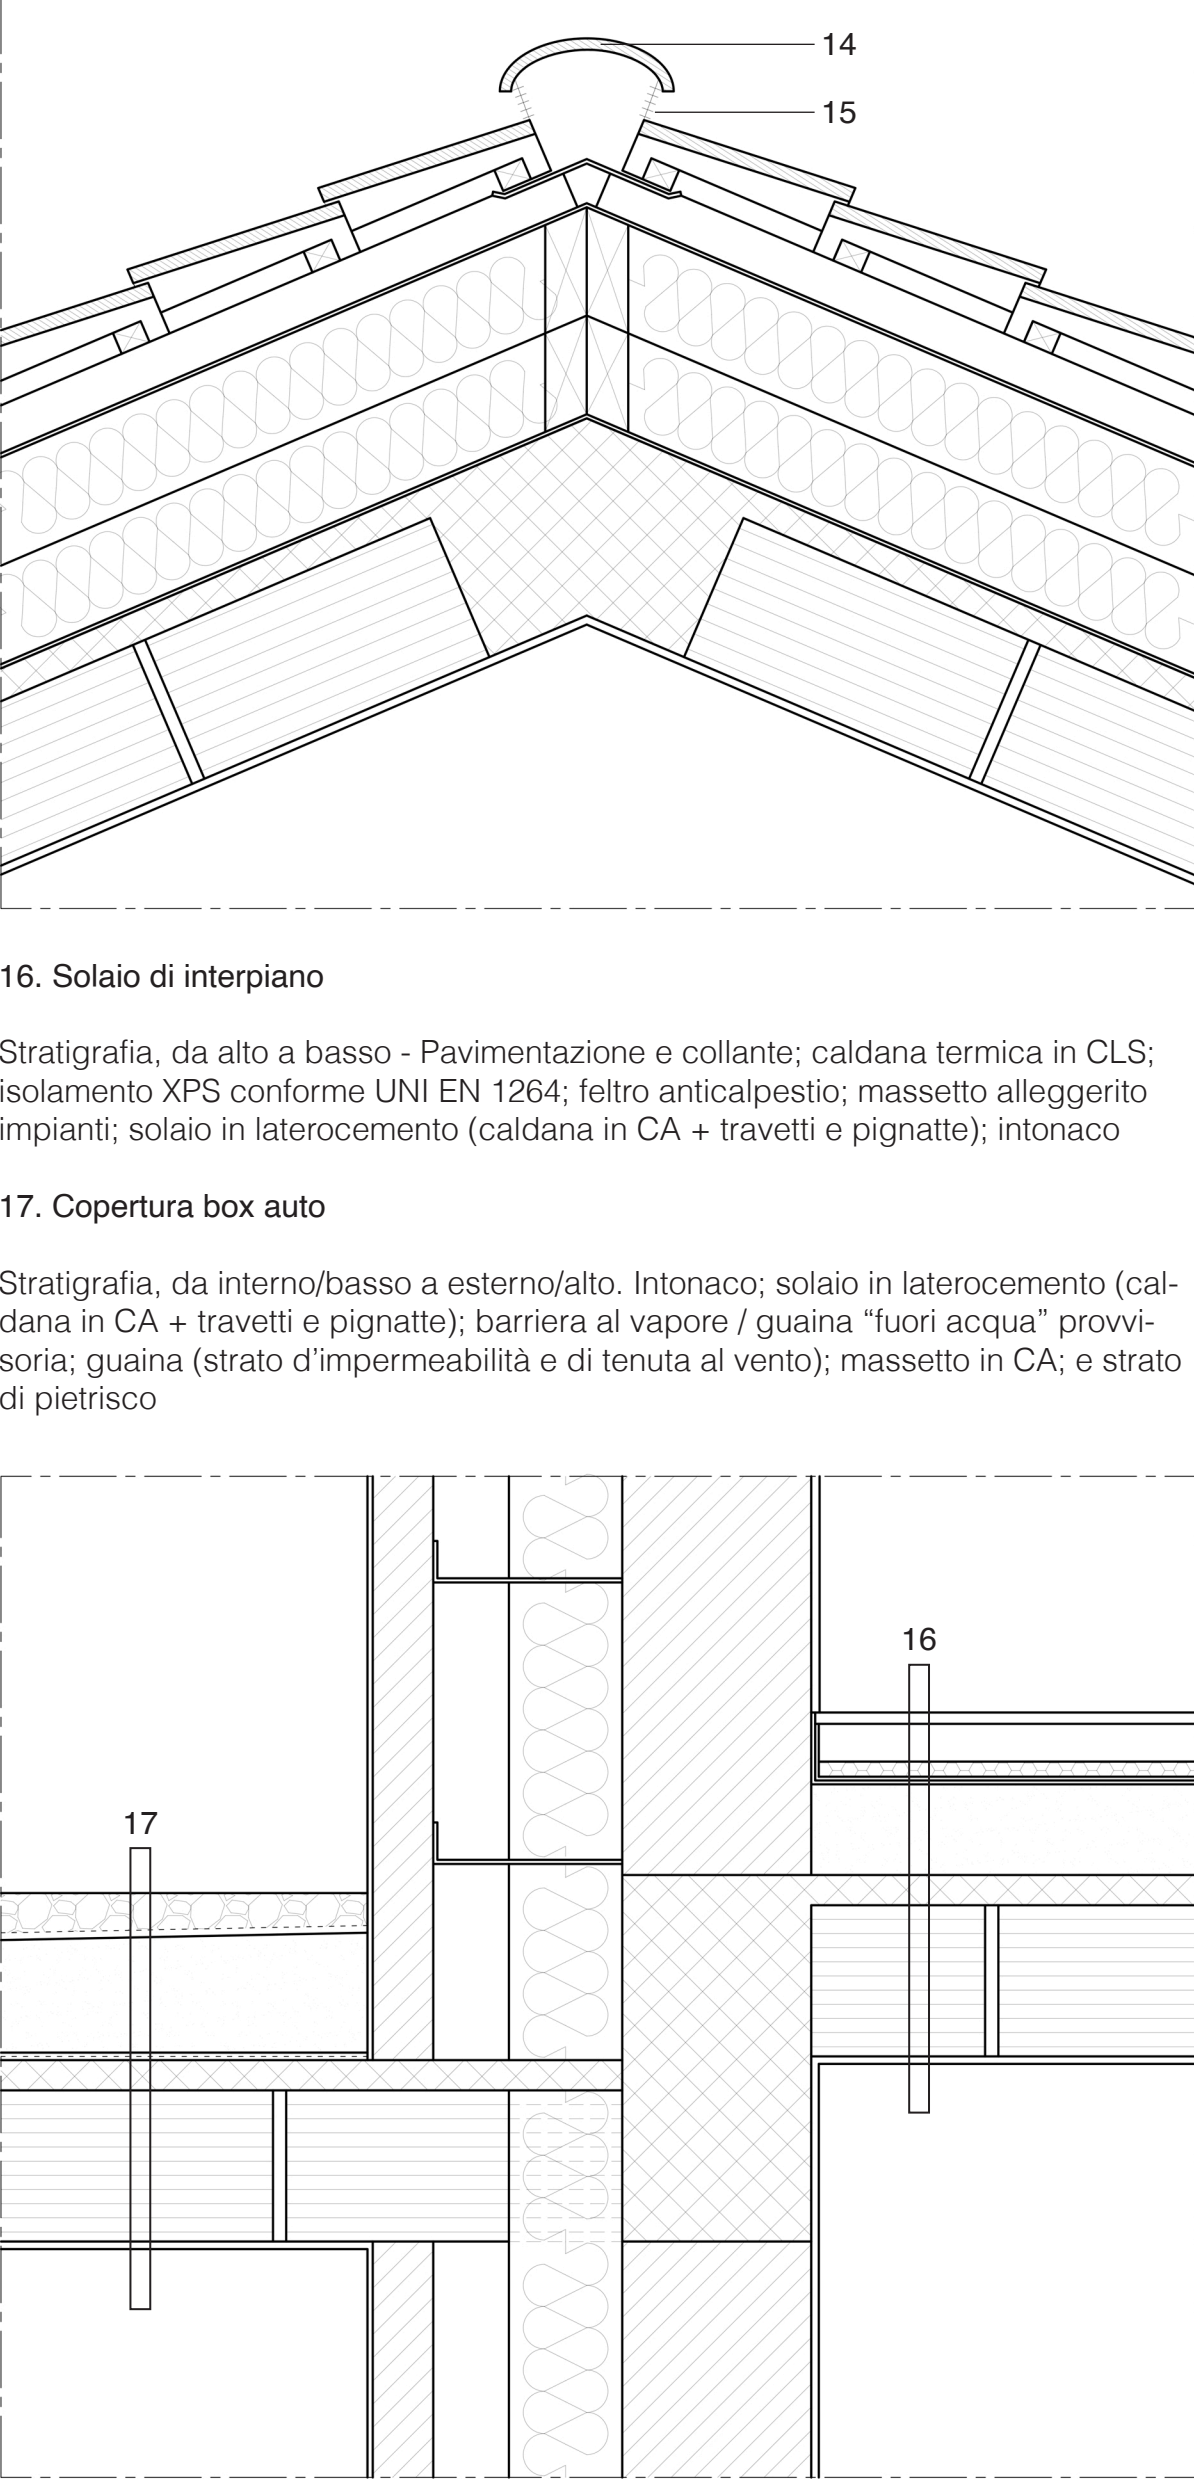 14
15
16. Solaio di interpiano
Stratigrafia, da alto a basso - Pavimentazione e collante; caldana termica in CLS;
isolamento XPS conforme UNI EN 1264; feltro anticalpestio; massetto alleggerito
impianti; solaio in laterocemento (caldana in CA + travetti e pignatte); intonaco
17. Copertura box auto
Stratigrafia, da interno/basso a esterno/alto. Intonaco; solaio in laterocemento (cal-
dana in CA + travetti e pignatte); barriera al vapore / guaina “fuori acqua” provvi-
soria; guaina (strato d’impermeabilità e di tenuta al vento); massetto in CA; e strato
di pietrisco
16
17